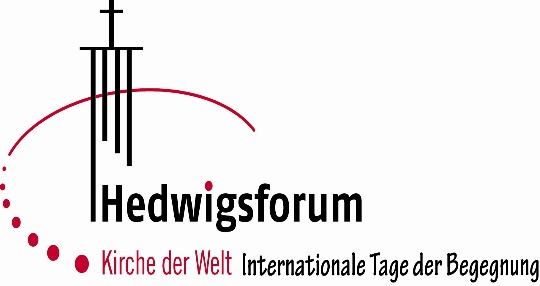 Hedwigsforum
Kirche der Welt Internationale Tage der Begegnung